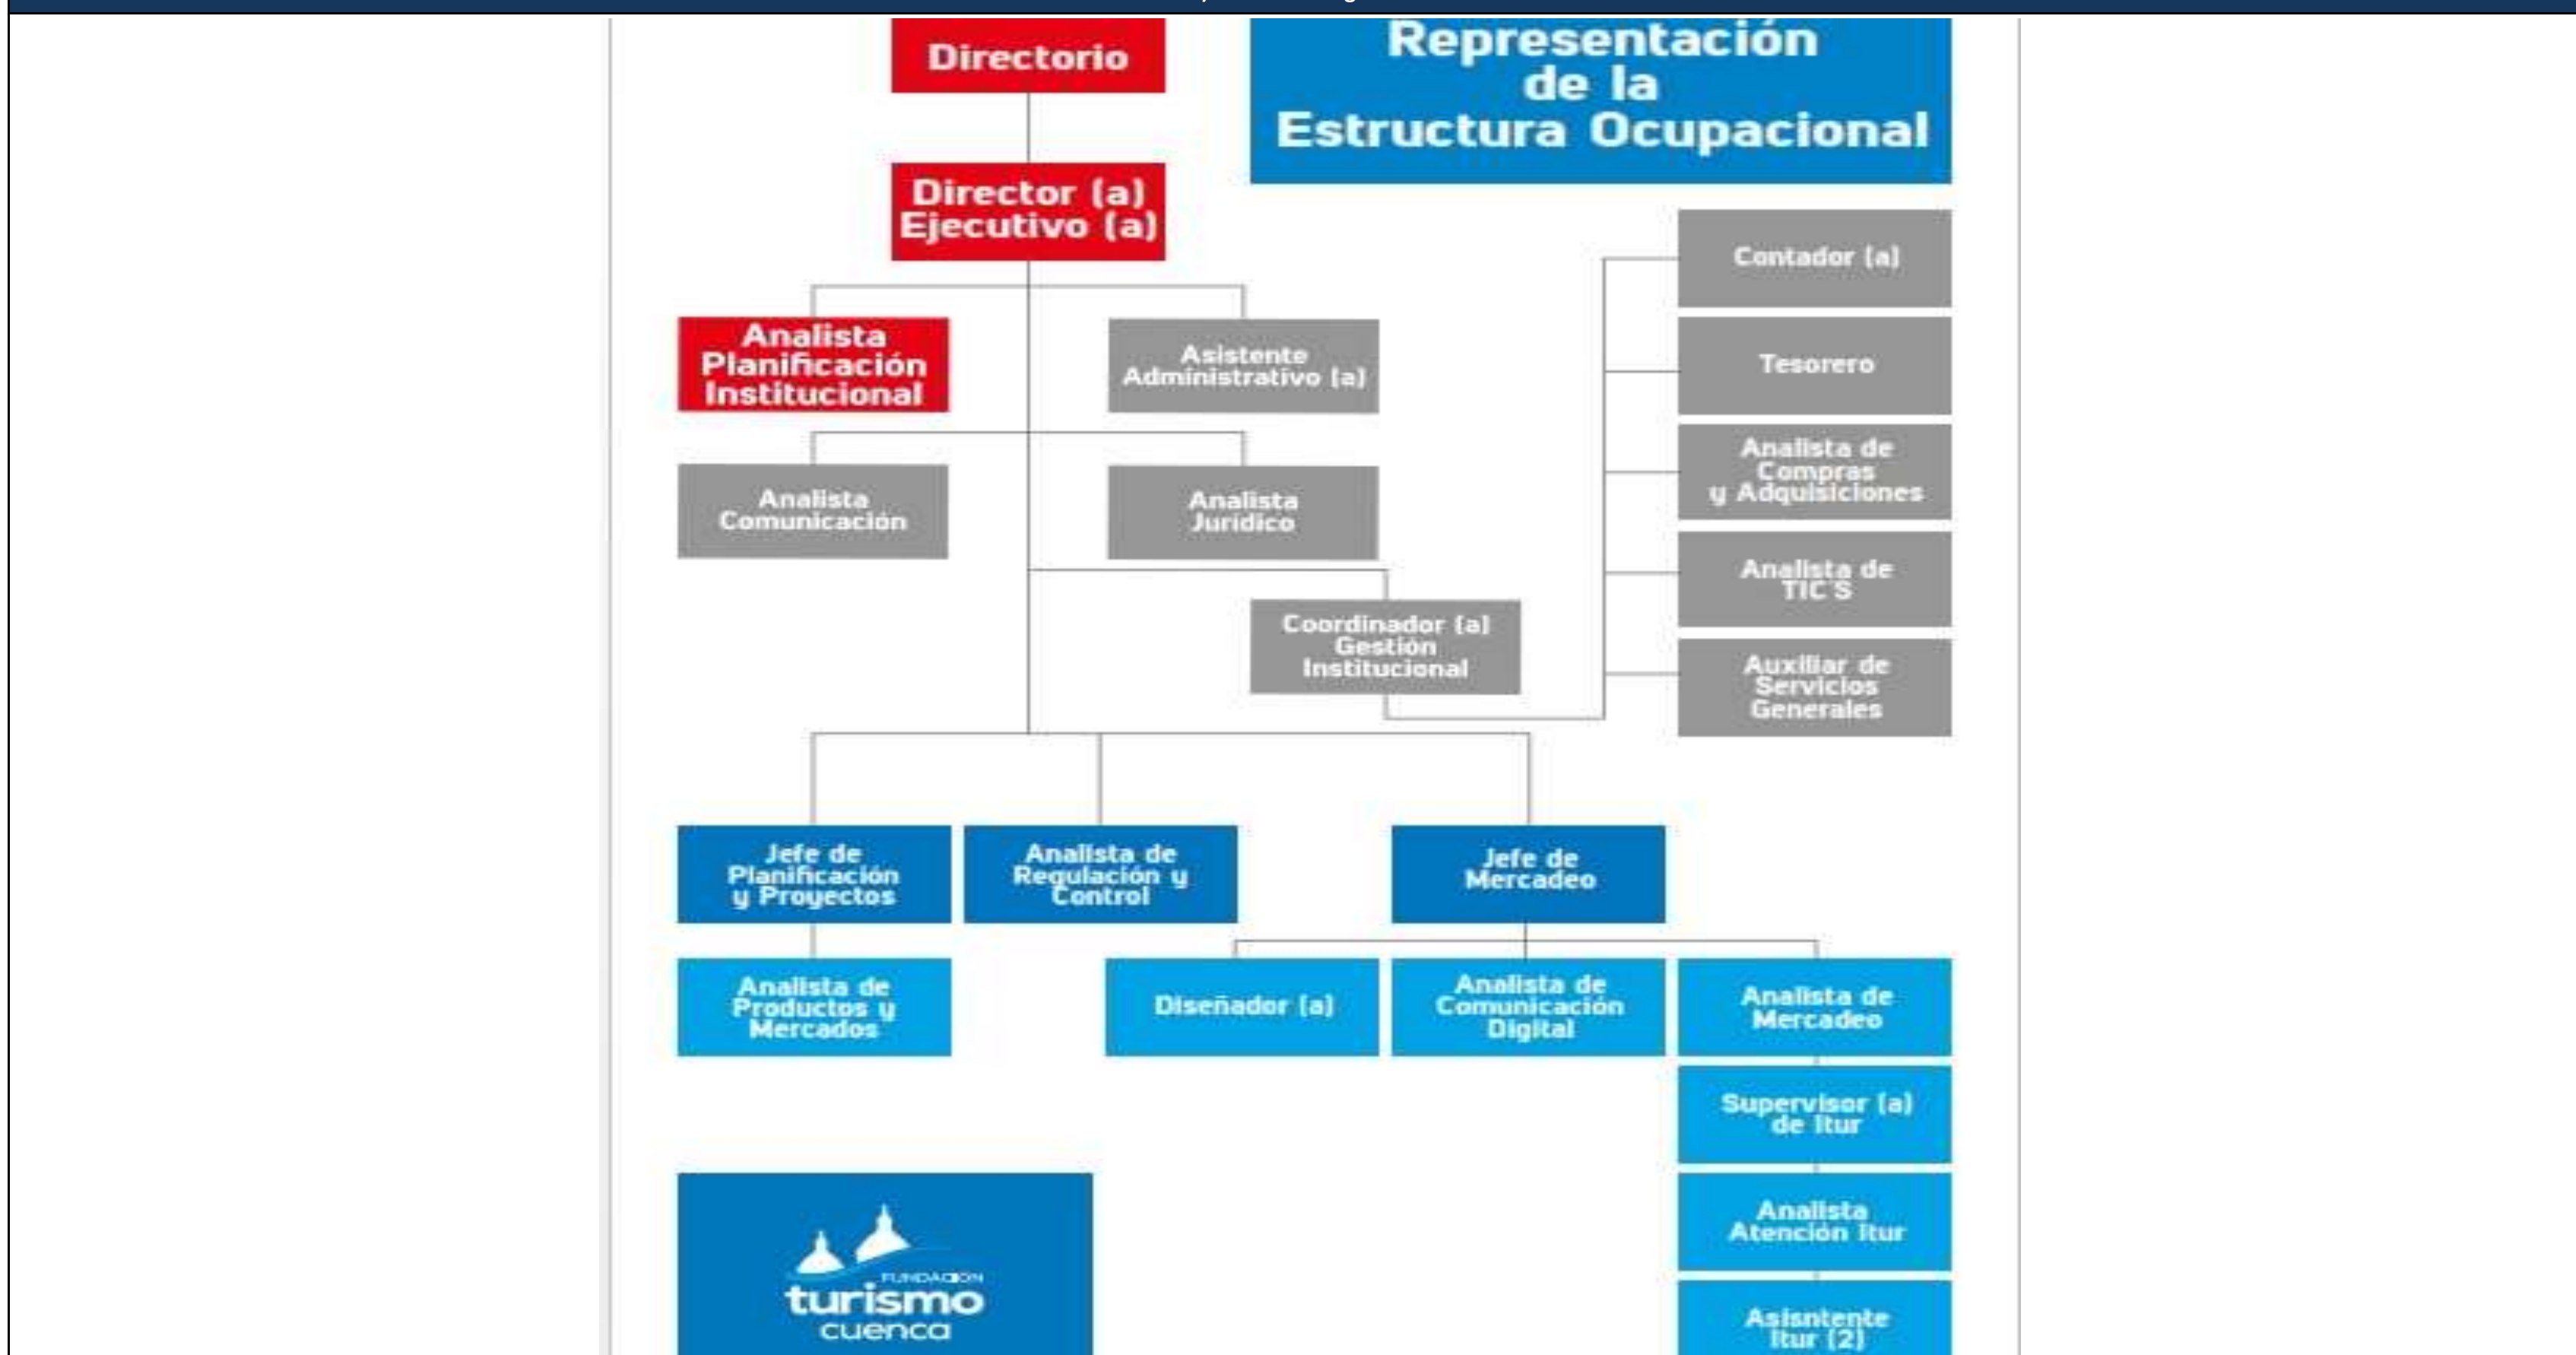 Directorio
Representación
de la
Estructura Ocupacional
Director (a)
Ejecutivo (a)
Contador (a)
Analista
Planificación
Institucional
Asistente
Administrativo (a)
Tesorero
Analista de
Compras
y Adquisiciones
Analista
Comunicación
Analista
Jurídico
Analista de
TIC'S
Coordinador (a)
Gestión
Institucional
Auxiliar de
Servicios
Generales
Jefe de
Planificación
y Proyectos
Analista de
Regulación y
Control
Jefe de
Mercadeo
Analista de
Productos y
Mercados
Diseñador (a)
Analista de
Comunicación
Digital
Analista de
Mercadeo
Supervisor (a)
de Itur
Analista
Atención Itur
Asisntente
Itur (2)
FUNDACIÓN
turismo
cuenca